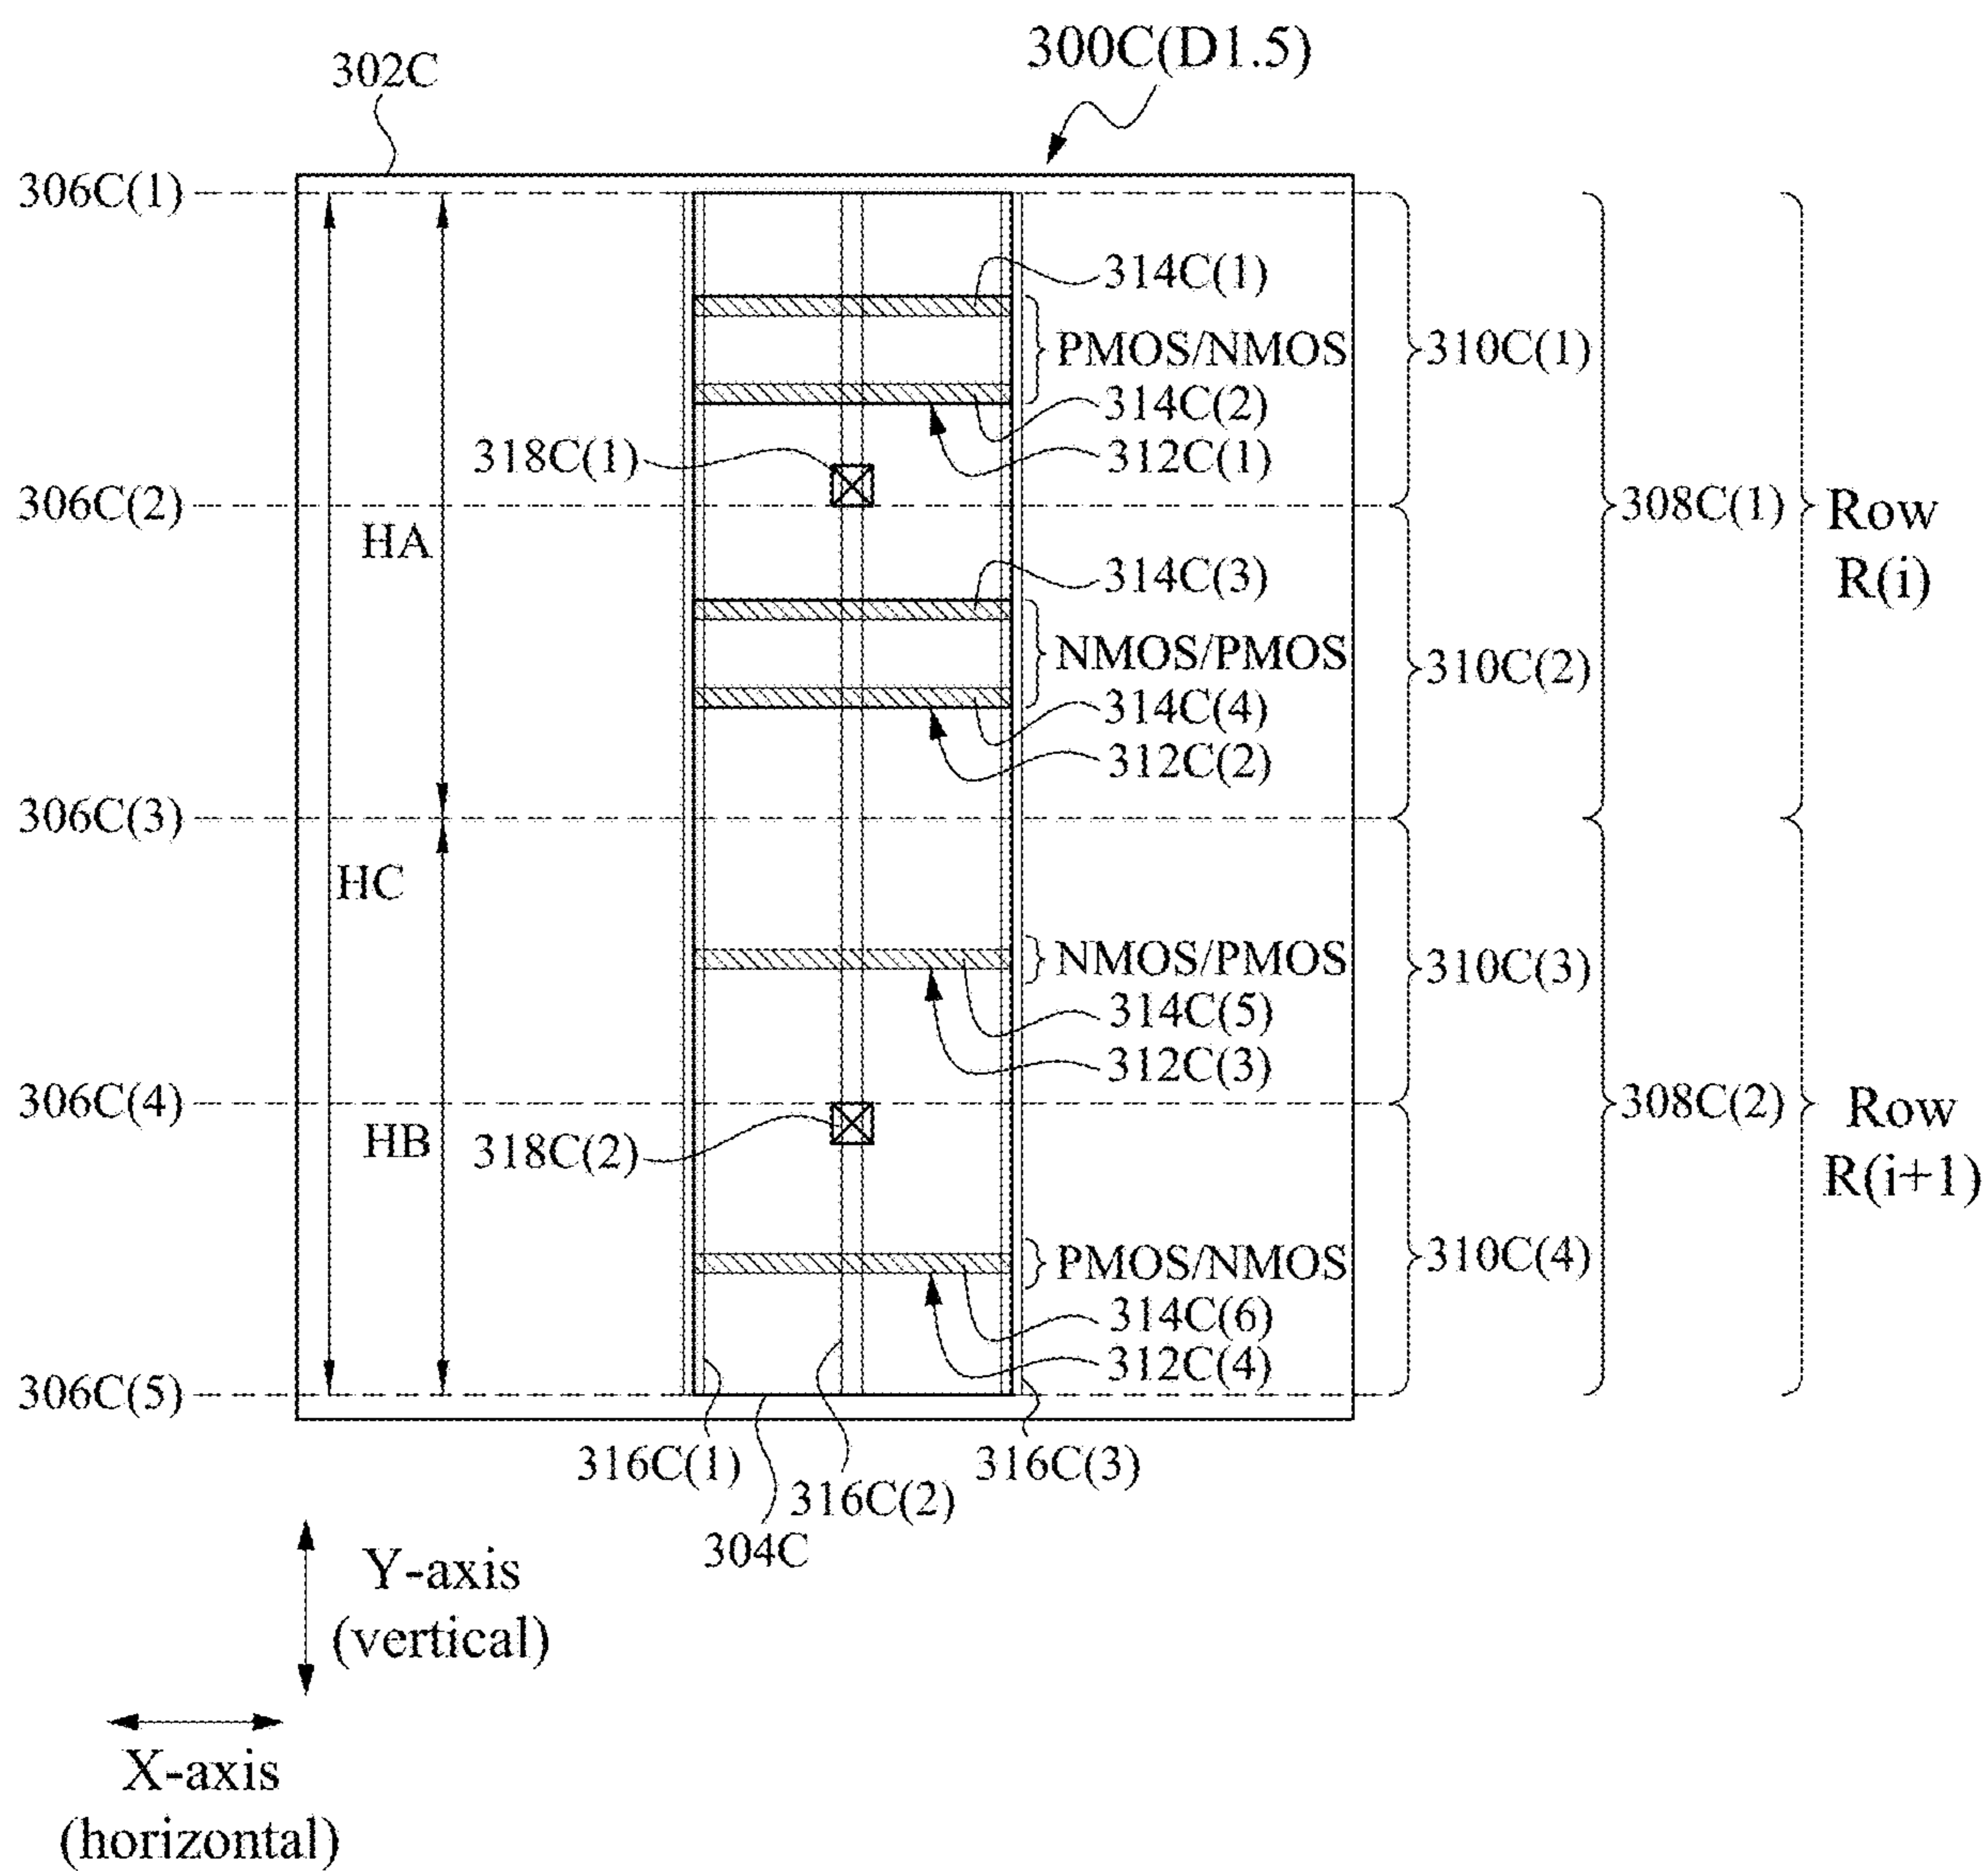 300C(D1.5)
302C
306C(1)
314C(1)
PMOS/NMOS
310C(1)
314C(2)
318C(1)
312C(1)
306C(2)
308C(1)
Row
R(i)
HA
314C(3)
NMOS/PMOS
310C(2)
314C(4)
312C(2)
306C(3)
HC
NMOS/PMOS
310C(3)
314C(5)
312C(3)
306C(4)
308C(2)
Row
R(i+1)
HB
318C(2)
PMOS/NMOS
310C(4)
314C(6)
312C(4)
306C(5)
316C(1)
316C(2)
316C(3)
304C
Y-axis
(vertical)
X-axis
(horizontal)